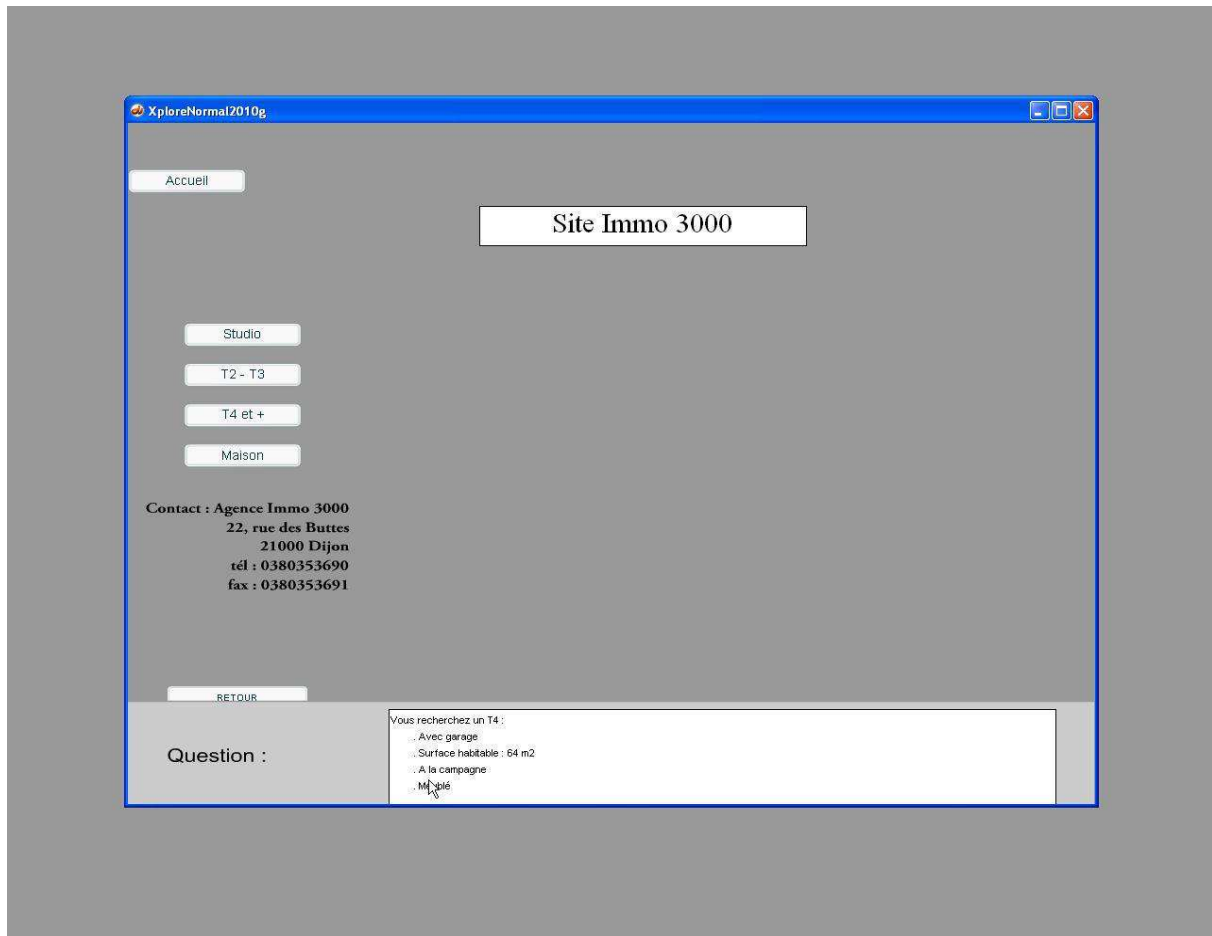 XploreNormal2010g
Accueil
Site Immo 3000
Studio
T2 - T3
T4 et +
Maison
Contact : Agence Immo 3000
22, rue des Buttes
21000 Dijon
tél : 0380353690
fax : 0380353691
RETOUR
Question :
Vous recherchez un T4 :
. Avec garage
. Surface habitable : 64 m2
. A la campagne
. Meublé